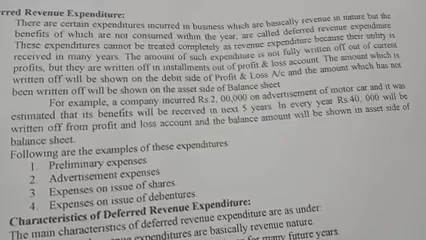 rred Revenue Expenditure:
There are certain expenditures incurred in business which are basically revenue in nature but the
benefits of which are not consumed within the year, are called deferred revenue expenditure
These expenditures cannot be treated completely as revenue expenditure because their utility is
received in many years. The amount of such expenditure is not fully written off out of current
profits, but they are written off in installments out of profit & loss account. The amount which is
written off will be shown on the debit side of Profit & Loss A/c and the amount which has not
been written off will be shown on the asset side of Balance sheet
For example, a company incurred Rs.2, 00,000 on advertisement of motor car and it was
estimated that its benefits will be received in next 5 years. In every year Rs.40, 000 will be
written off from profit and loss account and the balance amount will be shown in asset side of
balance sheet.
Following are the examples of these expenditures
1. Preliminary expenses
2 Advertisement expenses
3 Expenses on issue of shares
4. Expenses on issue of debentures
Characteristics of Deferred Revenue Expenditure:
The main characteristics of deferred revenue expenditure are as under:
expenditures are basically revenue nature
for many future years.